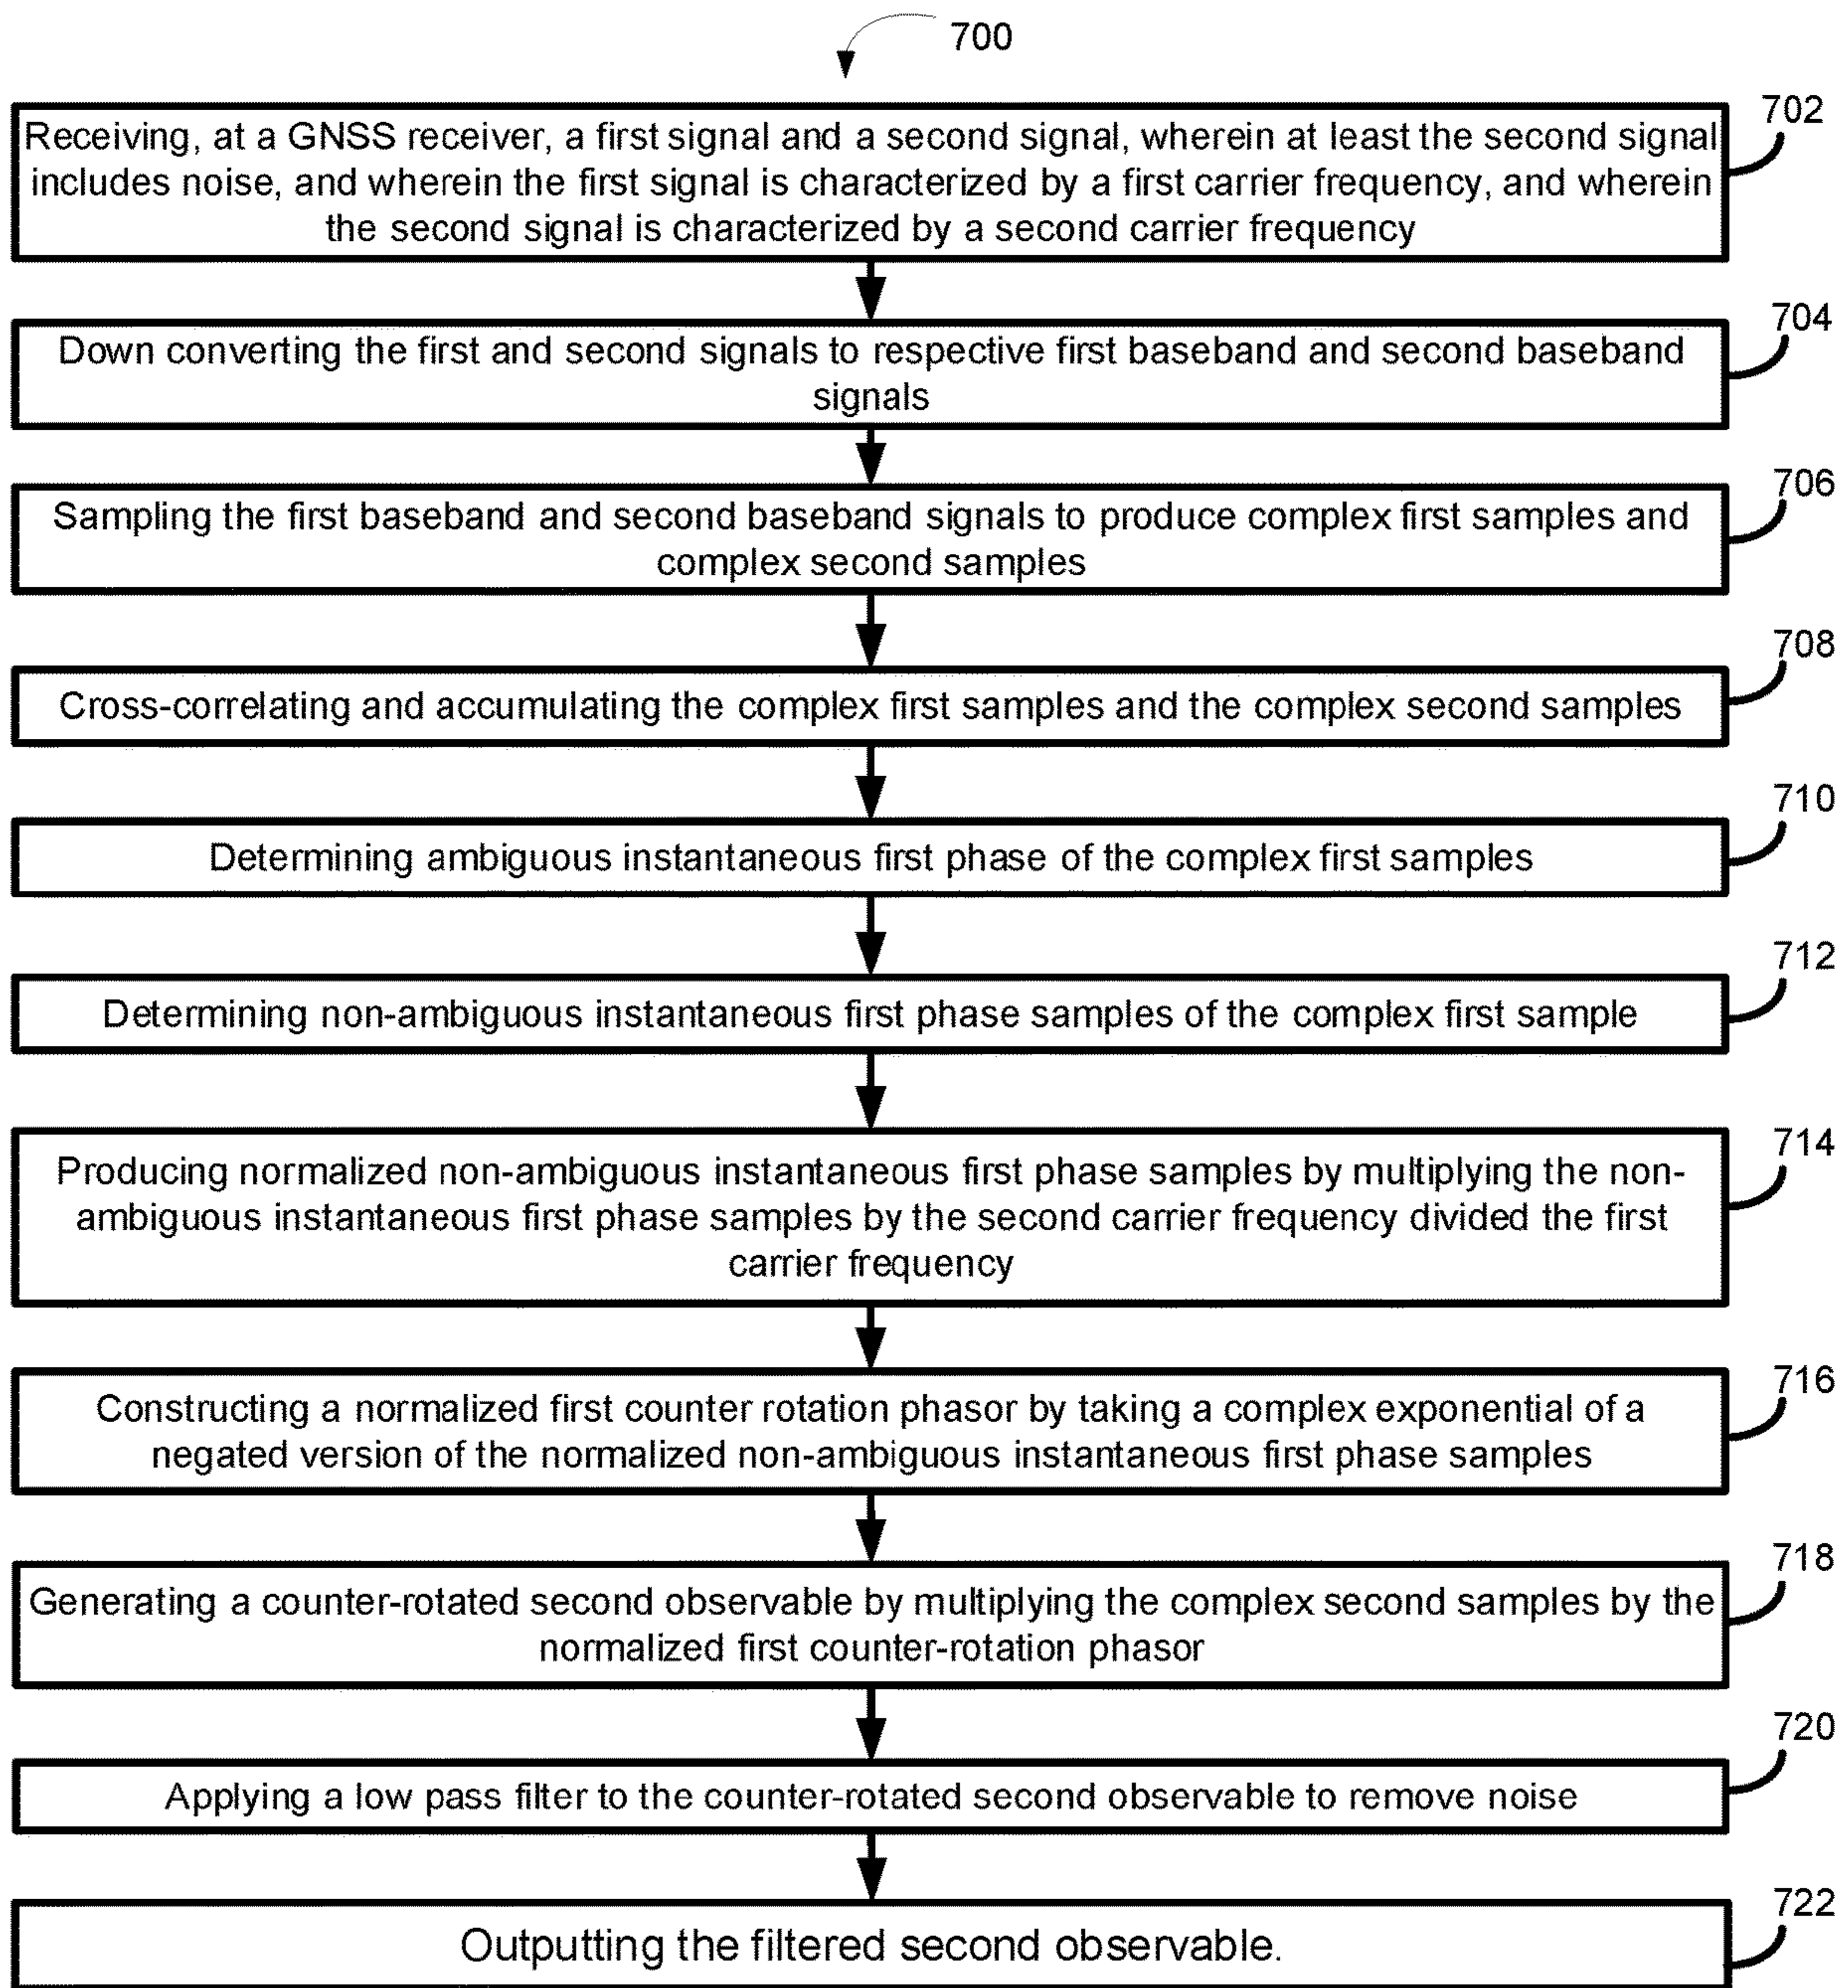 700
702
Receiving, at a GNSS receiver, a first signal and a second signal, wherein at least the second signal
includes noise, and wherein the first signal is characterized by a first carrier frequency, and wherein
the second signal is characterized by a second carrier frequency
704
Down converting the first and second signals to respective first baseband and second baseband
signals
706
Sampling the first baseband and second baseband signals to produce complex first samples and
complex second samples
708
Cross-correlating and accumulating the complex first samples and the complex second samples
710
Determining ambiguous instantaneous first phase of the complex first samples
712
Determining non-ambiguous instantaneous first phase samples of the complex first sample
714
Producing normalized non-ambiguous instantaneous first phase samples by multiplying the non-
ambiguous instantaneous first phase samples by the second carrier frequency divided the first
carrier frequency
716
Constructing a normalized first counter rotation phasor by taking a complex exponential of a
negated version of the normalized non-ambiguous instantaneous first phase samples
718
Generating a counter-rotated second observable by multiplying the complex second samples by the
normalized first counter-rotation phasor
720
Applying a low pass filter to the counter-rotated second observable to remove noise
722
Outputting the filtered second observable.